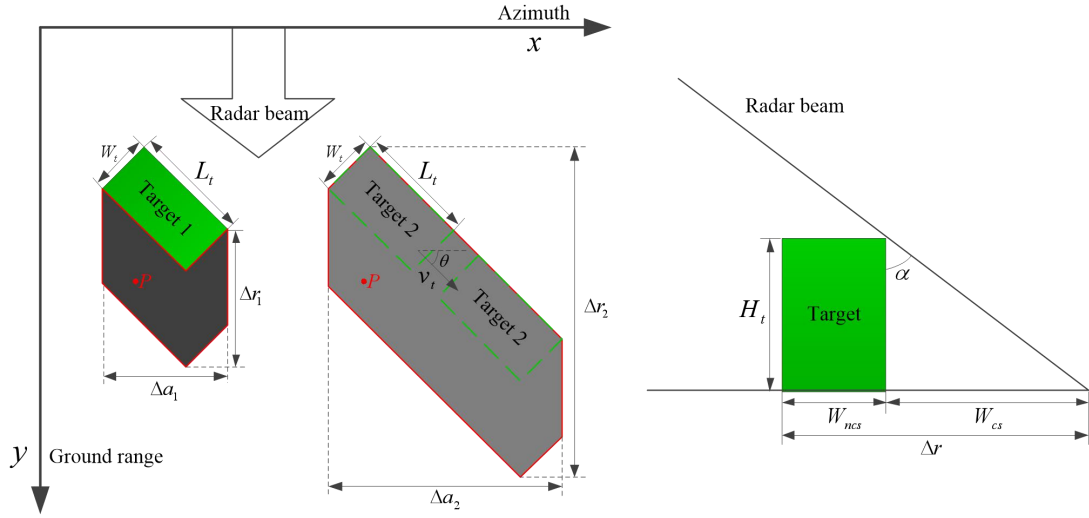 Azimuth
x
Radar beam
Radar beam
W_t
L_t
Target 1
P
Δr_1
Δa_1
W_t
L_t
Target 2
θ
v_t
P
Target 2
Δr_2
Δa_2
y
Ground range
α
H_t
Target
W_ncs
W_cs
Δr